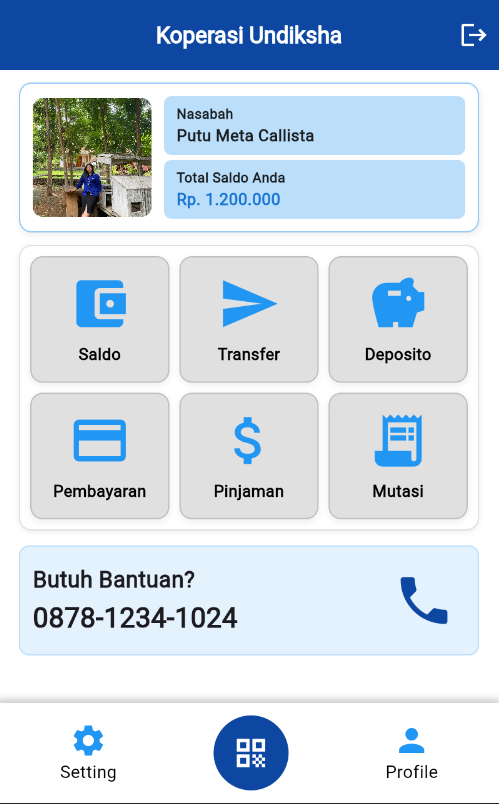 Koperasi Undiksha
Nasabah
Putu Meta Callista
Total Saldo Anda
Rp. 1.200.000
Saldo
Transfer
Deposito
Pembayaran
Pinjaman
Mutasi
Butuh Bantuan?
0878-1234-1024
Setting
Profile